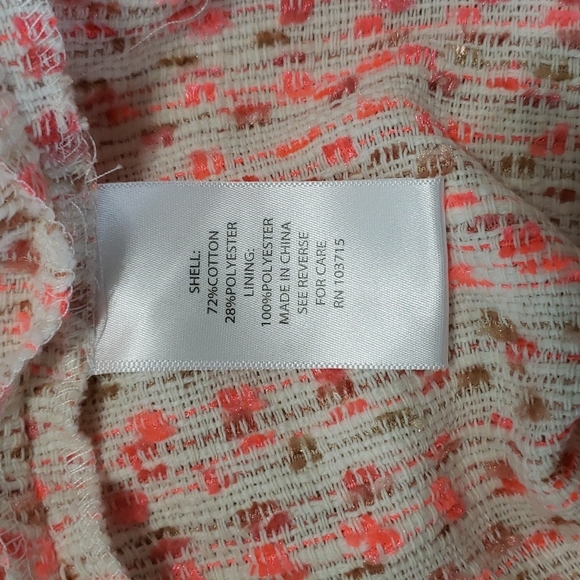 SHELL:
72%COTTON
28%POLYESTER
LINING:
100%POLYESTER
MADE IN CHINA
SEE REVERSE
FOR CARE
RN 103715